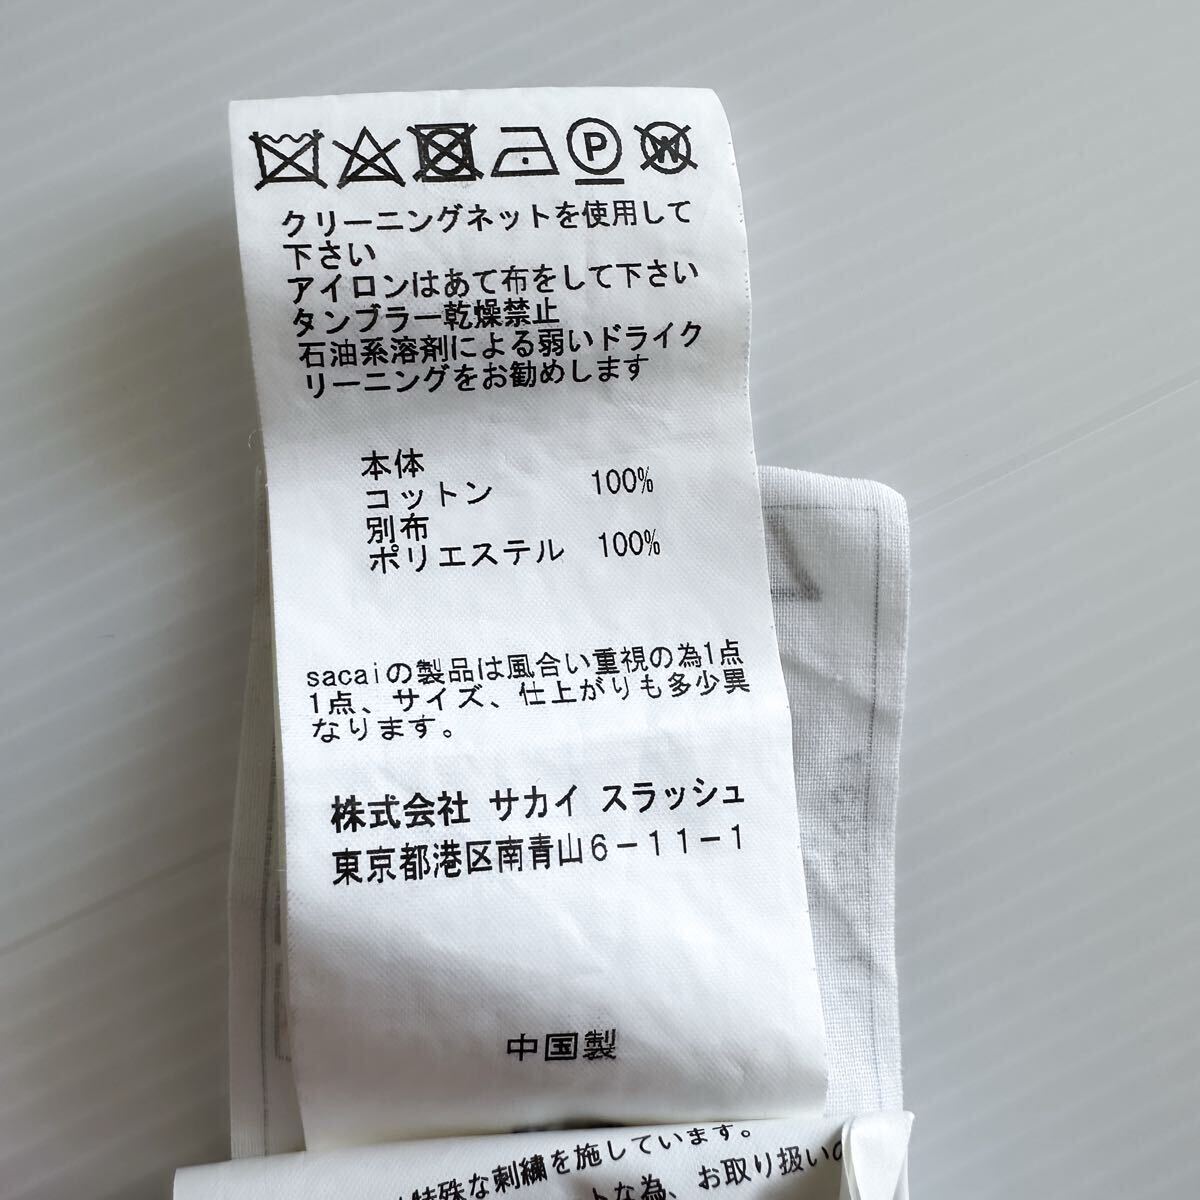 P
W
クリーニングネットを使用して
下さい
アイロンはあて布をして下さい
タンブラー乾燥禁止
石油系溶剤による弱いドライク
リーニングをお勧めします
本体
コットン 100%
別布
ポリエステル 100%
sacaiの製品は風合い重視の為1点
1点、サイズ、仕上がりも多少異
なります。
株式会社 サカイ スラッシュ
東京都港区南青山6-11-1
中国製
特殊な刺繍を施しています。
な為、お取り扱いの